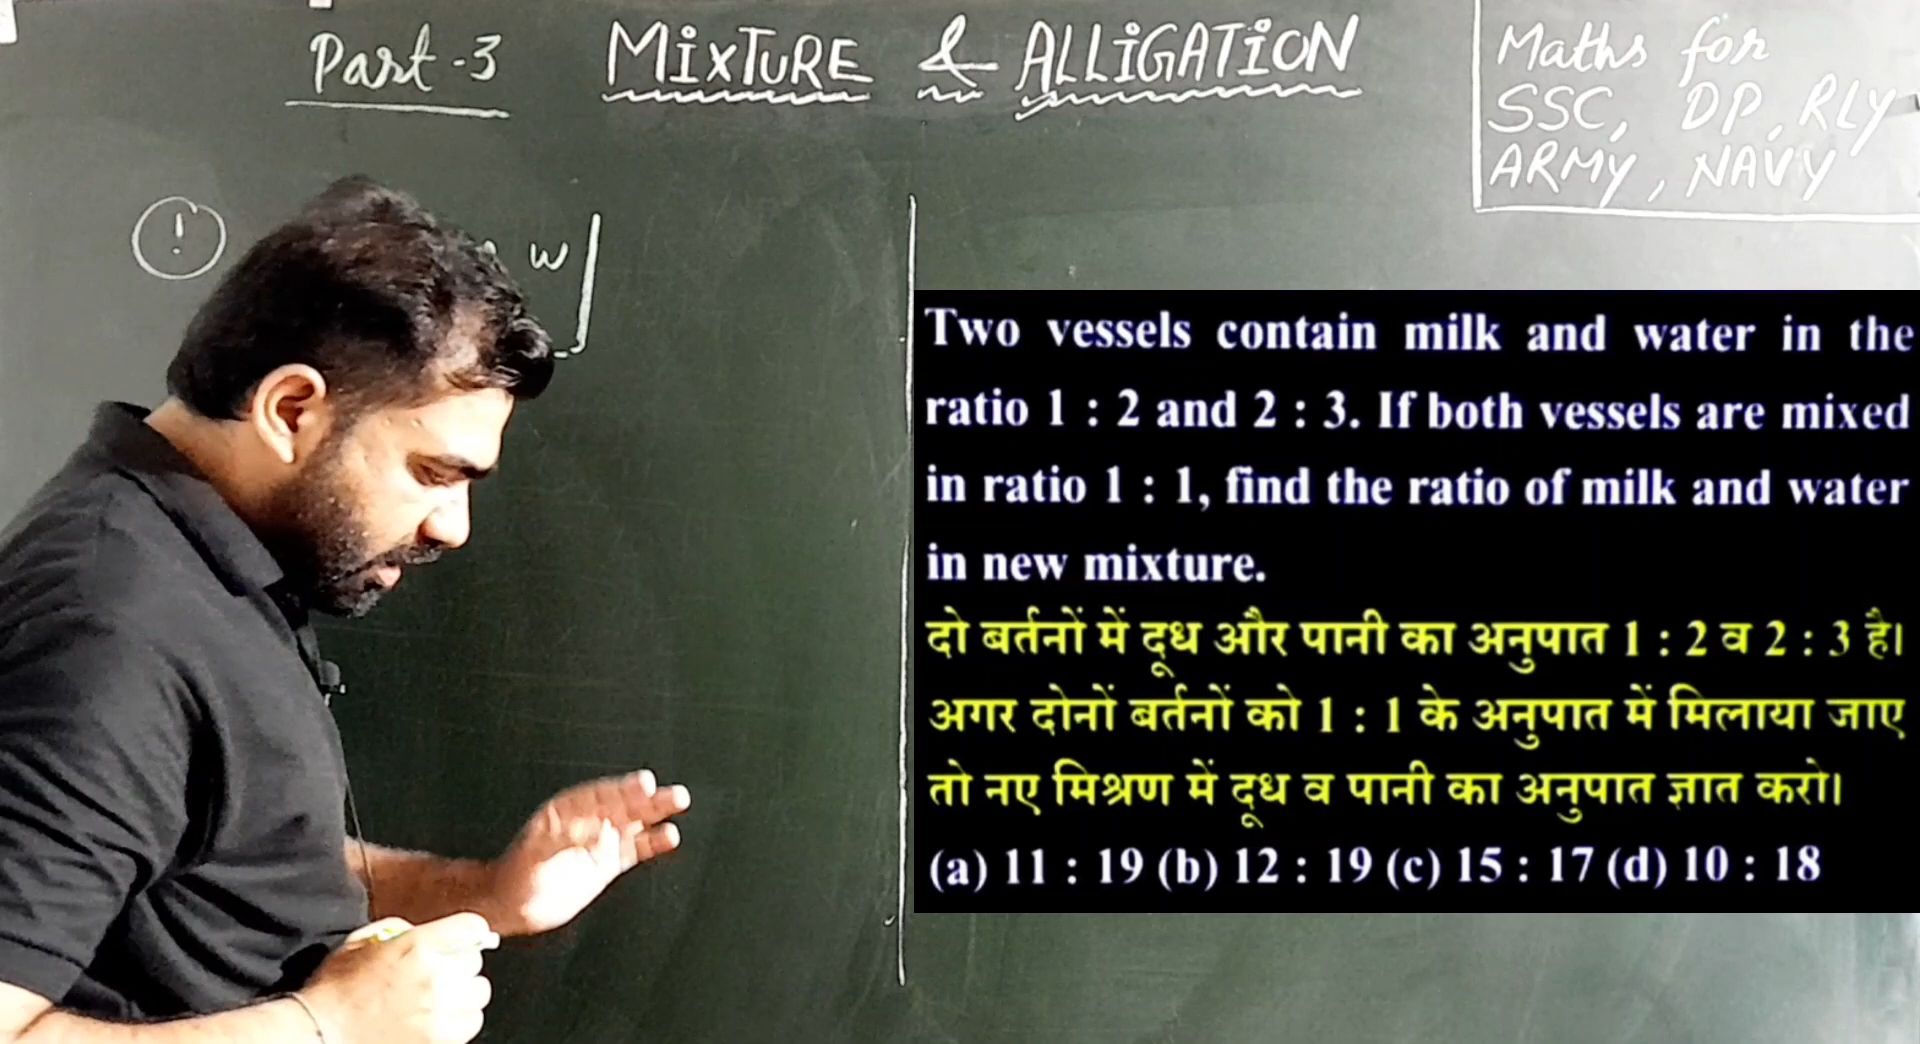 Part-3 MIXTURE & ALLIGATION
Maths for
SSC, DP, RLY
ARMY, NAVY
!
W
Two vessels contain milk and water in the
ratio 1 : 2 and 2 : 3. If both vessels are mixed
in ratio 1 : 1, find the ratio of milk and water
in new mixture.
दो बर्तनों में दूध और पानी का अनुपात 1 : 2 व 2 : 3 है।
अगर दोनों बर्तनों को 1 : 1 के अनुपात में मिलाया जाए
तो नए मिश्रण में दूध व पानी का अनुपात ज्ञात करो।
(a) 11 : 19 (b) 12 : 19 (c) 15 : 17 (d) 10 : 18